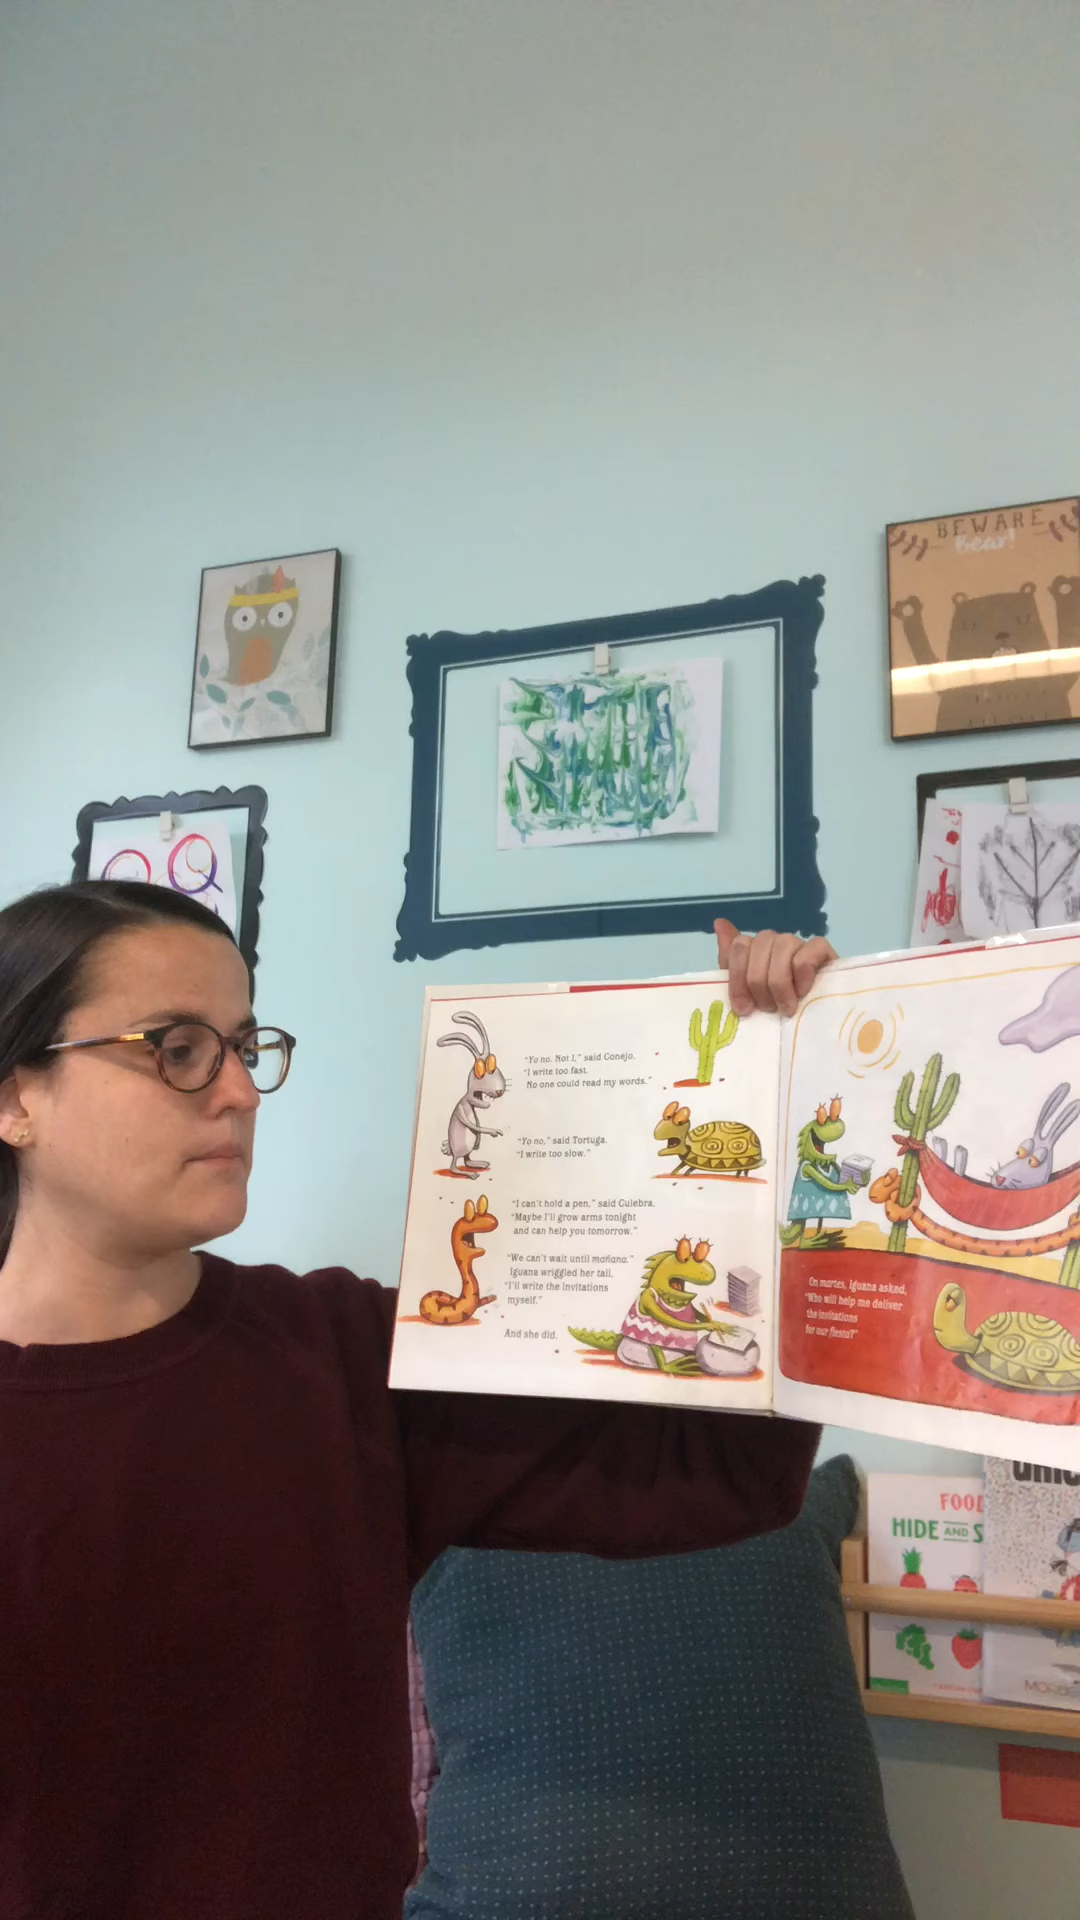 BEWARE
Bear!
"Yo no. Not I," said Conejo.
"I write too fast.
No one could read my words."
"Yo no," said Tortuga.
"I write too slow."
"I can't hold a pen," said Culebra.
"Maybe I'll grow arms tonight
and can help you tomorrow."
"We can't wait until mañana."
Iguana wriggled her tail.
"I'll write the invitations
myself."
And she did.
On martes, Iguana asked,
"Who will help me deliver
the invitations
for our fiesta?"
FOOD
HIDE AND S